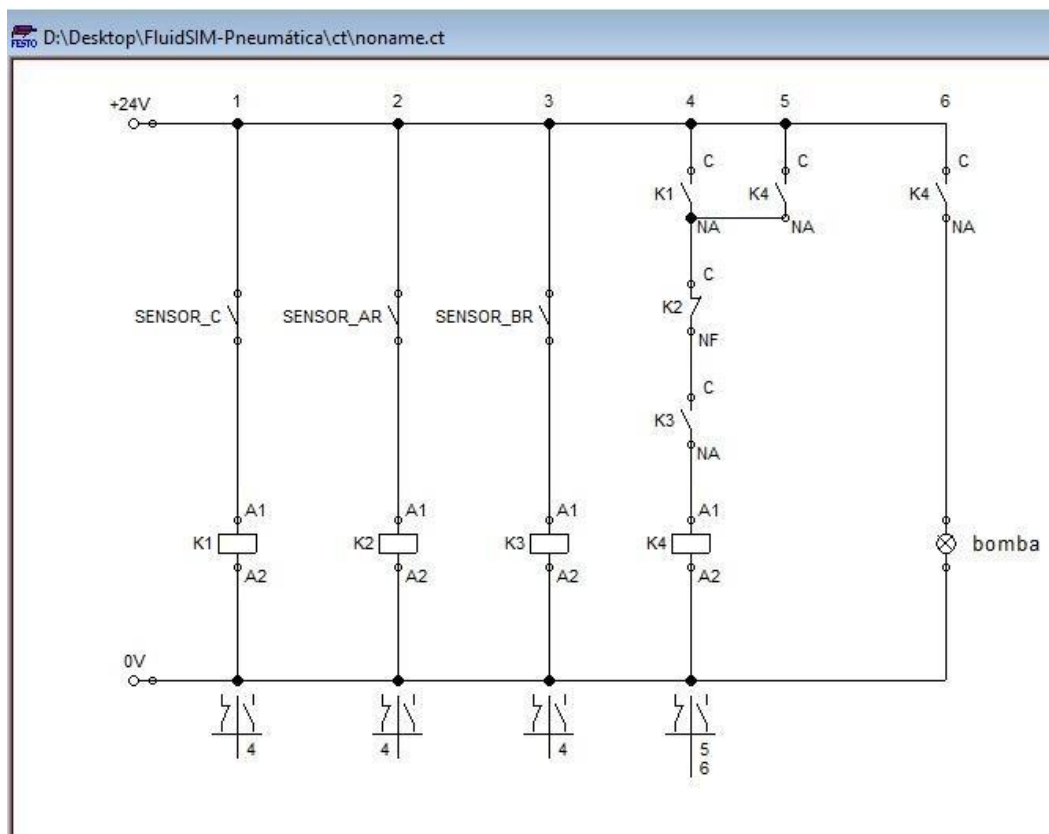 FESTO D:\Desktop\FluidSIM-Pneumática\ct\noname.ct
+24V 1 2 3 4 5 6
C C C
K1 K4 K4
NA NA NA
C
SENSOR_C SENSOR_AR SENSOR_BR K2
NF
C
K3
NA
A1 A1 A1 A1
K1 K2 K3 K4 bomba
A2 A2 A2 A2
0V
4 4 4 5
6